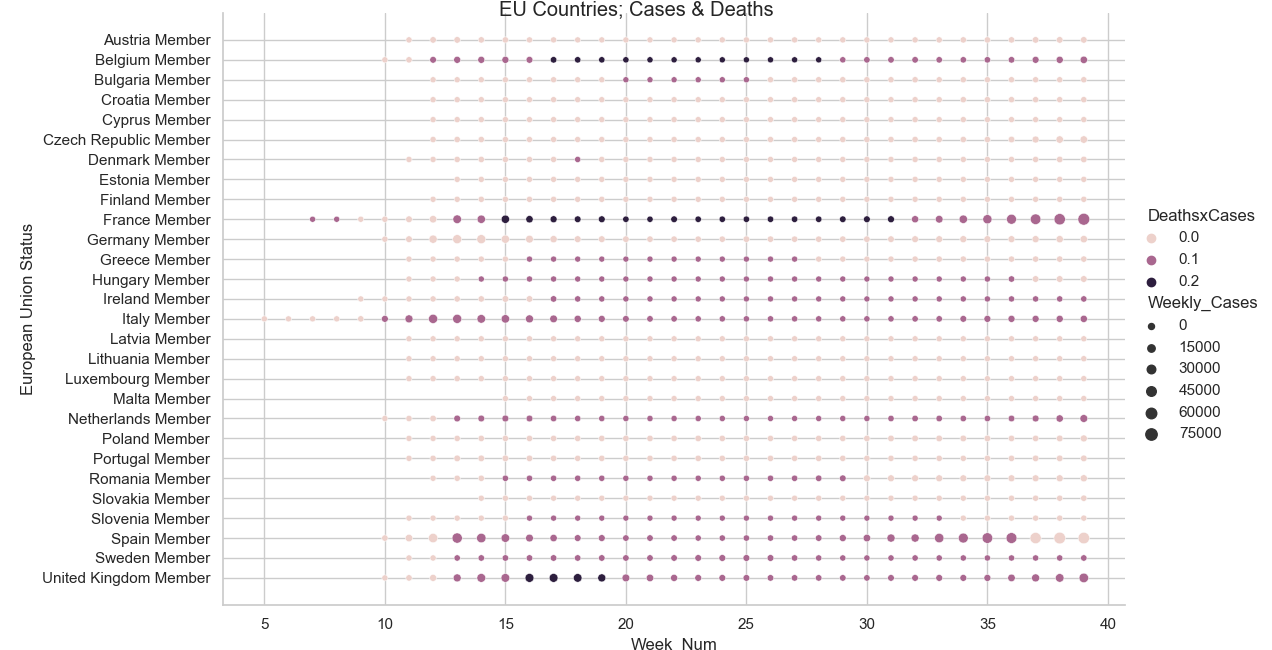 EU Countries; Cases & Deaths
European Union Status
Austria Member
Belgium Member
Bulgaria Member
Croatia Member
Cyprus Member
Czech Republic Member
Denmark Member
Estonia Member
Finland Member
France Member
Germany Member
Greece Member
Hungary Member
Ireland Member
Italy Member
Latvia Member
Lithuania Member
Luxembourg Member
Malta Member
Netherlands Member
Poland Member
Portugal Member
Romania Member
Slovakia Member
Slovenia Member
Spain Member
Sweden Member
United Kingdom Member
5 10 15 20 25 30 35 40
Week_Num
DeathsxCases
0.0
0.1
0.2
Weekly_Cases
0
15000
30000
45000
60000
75000